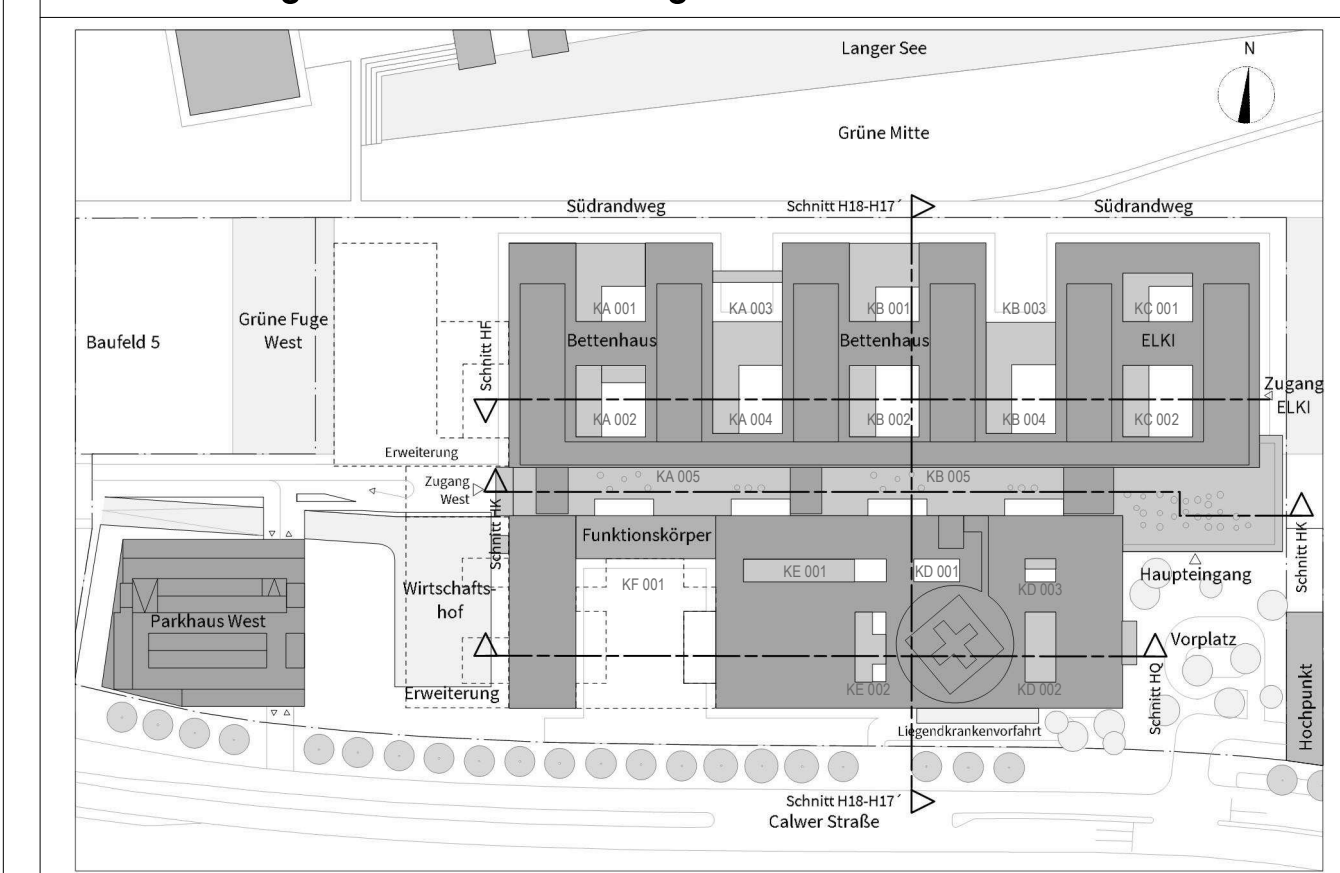 Langer See
N
Grüne Mitte
Südrandweg
Schnitt H18-H17´
Südrandweg
KA 001
KA 003
KB 001
KB 003
KC 001
Grüne Fuge
West
Baufeld 5
Bettenhaus
Bettenhaus
ELKI
Schnitt HF
Zugang
ELKI
KA 002
KA 004
KB 002
KB 004
KC 002
Erweiterung
Zugang
West
KA 005
KB 005
Schnitt HK
Schnitt HK
Funktionskörper
KE 001
KD 001
KD 003
Haupteingang
KF 001
Wirtschafts-
hof
Parkhaus West
Vorplatz
Erweiterung
g
KE 002
KD 002
Schnitt HQ
Hochpunkt
Liegendkrankenvorfahrt
Schnitt H18-H17´
Calwer Straße